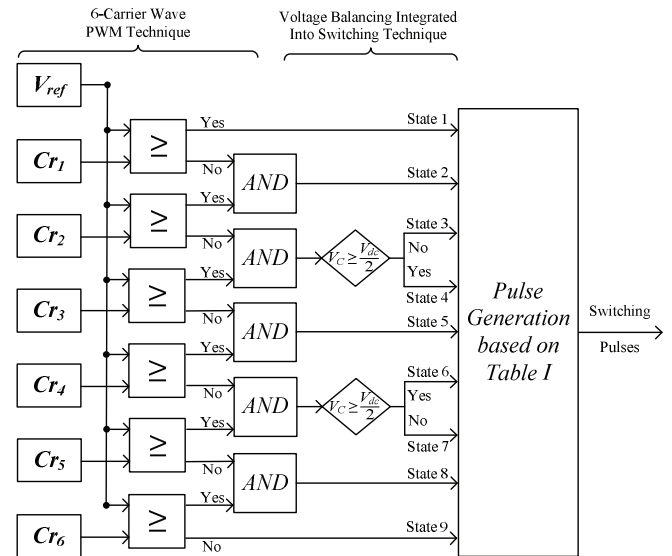 6-Carrier Wave
PWM Technique
Voltage Balancing Integrated
Into Switching Technique
Vref
Cr1
Cr2
Cr3
Cr4
Cr5
Cr6
≥
Yes
No
≥
Yes
No
≥
Yes
No
≥
Yes
No
≥
Yes
No
≥
Yes
No
AND
AND
AND
AND
AND
VC ≥ Vdc/2
No
Yes
VC ≥ Vdc/2
Yes
No
State 1
State 2
State 3
State 4
State 5
State 6
State 7
State 8
State 9
Pulse
Generation
based on
Table I
Switching
Pulses